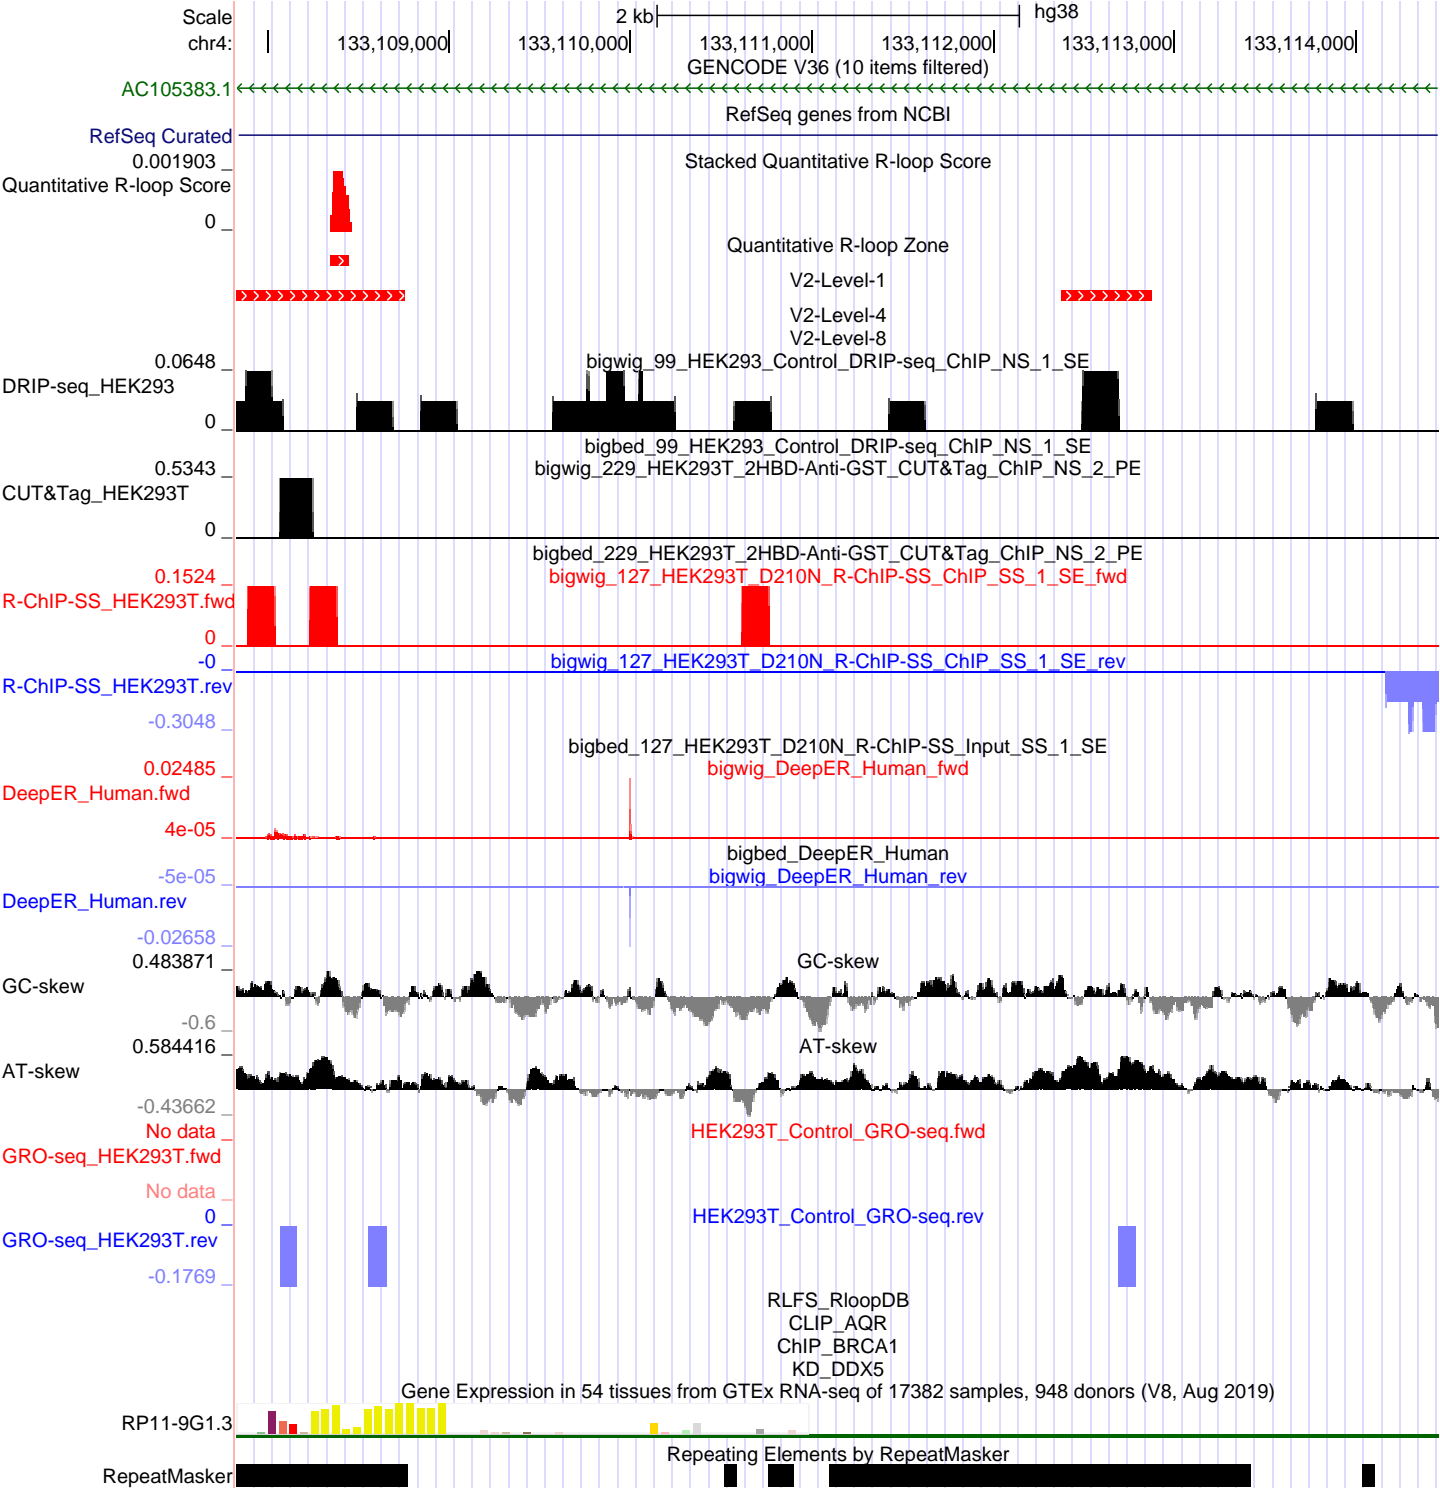 Scale 2 kb hg38
chr4: 133,109,000 133,110,000 133,111,000 133,112,000 133,113,000 133,114,000
GENCODE V36 (10 items filtered)
AC105383.1
RefSeq genes from NCBI
RefSeq Curated
0.001903 Stacked Quantitative R-loop Score
Quantitative R-loop Score
0
Quantitative R-loop Zone
V2-Level-1
V2-Level-4
V2-Level-8
0.0648 bigwig_99_HEK293_Control_DRIP-seq_ChIP_NS_1_SE
DRIP-seq_HEK293
0
bigbed_99_HEK293_Control_DRIP-seq_ChIP_NS_1_SE
0.5343 bigwig_229_HEK293T_2HBD-Anti-GST_CUT&Tag_ChIP_NS_2_PE
CUT&Tag_HEK293T
0
bigbed_229_HEK293T_2HBD-Anti-GST_CUT&Tag_ChIP_NS_2_PE
0.1524 bigwig_127_HEK293T_D210N_R-ChIP-SS_ChIP_SS_1_SE_fwd
R-ChIP-SS_HEK293T.fwd
0
-0 bigwig_127_HEK293T_D210N_R-ChIP-SS_ChIP_SS_1_SE_rev
R-ChIP-SS_HEK293T.rev
-0.3048
bigbed_127_HEK293T_D210N_R-ChIP-SS_Input_SS_1_SE
0.02485 bigwig_DeepER_Human_fwd
DeepER_Human.fwd
4e-05
bigbed_DeepER_Human
-5e-05 bigwig_DeepER_Human_rev
DeepER_Human.rev
-0.02658
0.483871 GC-skew
GC-skew
-0.6
0.584416 AT-skew
AT-skew
-0.43662
No data HEK293T_Control_GRO-seq.fwd
GRO-seq_HEK293T.fwd
No data
0 HEK293T_Control_GRO-seq.rev
GRO-seq_HEK293T.rev
-0.1769
RLFS_RloopDB
CLIP_AQR
ChIP_BRCA1
KD_DDX5
Gene Expression in 54 tissues from GTEx RNA-seq of 17382 samples, 948 donors (V8, Aug 2019)
RP11-9G1.3
Repeating Elements by RepeatMasker
RepeatMasker